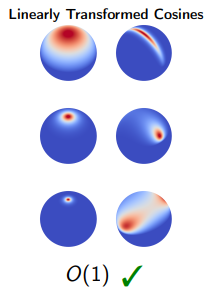 Linearly Transformed Cosines
O(1) ✓